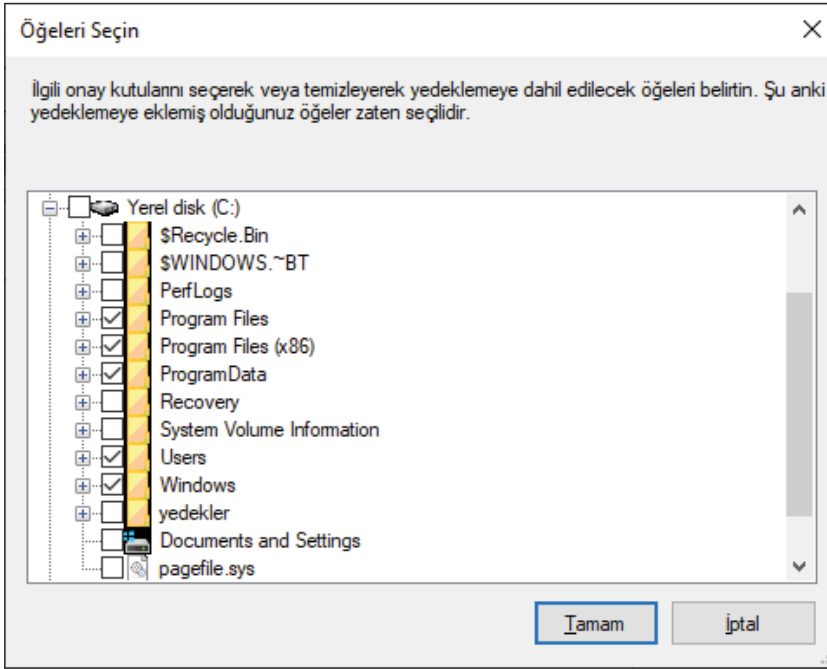 Öğeleri Seçin
İlgili onay kutularını seçerek veya temizleyerek yedeklemeye dahil edilecek öğeleri belirtin. Şu anki
yedeklemeye eklemiş olduğunuz öğeler zaten seçilidir.
Yerel disk (C:)
$Recycle.Bin
$WINDOWS.~BT
PerfLogs
Program Files
Program Files (x86)
ProgramData
Recovery
System Volume Information
Users
Windows
yedekler
Documents and Settings
pagefile.sys
Tamam
İptal